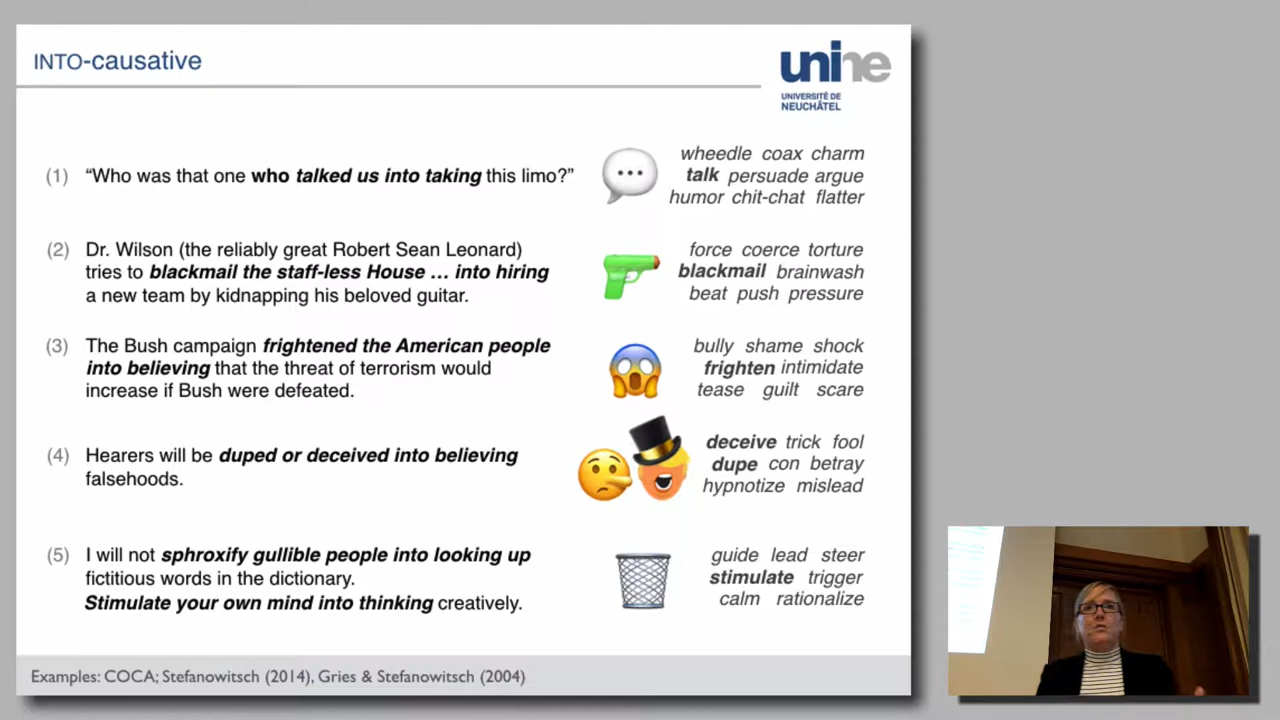 INTO-causative
unine
UNIVERSITÉ DE
NEUCHÂTEL
(1) “Who was that one who talked us into taking this limo?”
wheedle coax charm
talk persuade argue
humor chit-chat flatter
(2) Dr. Wilson (the reliably great Robert Sean Leonard)
tries to blackmail the staff-less House ... into hiring
a new team by kidnapping his beloved guitar.
force coerce torture
blackmail brainwash
beat push pressure
(3) The Bush campaign frightened the American people
into believing that the threat of terrorism would
increase if Bush were defeated.
bully shame shock
frighten intimidate
tease guilt scare
(4) Hearers will be duped or deceived into believing
falsehoods.
deceive trick fool
dupe con betray
hypnotize mislead
(5) I will not sphroxify gullible people into looking up
fictitious words in the dictionary.
Stimulate your own mind into thinking creatively.
guide lead steer
stimulate trigger
calm rationalize
Examples: COCA; Stefanowitsch (2014), Gries & Stefanowitsch (2004)